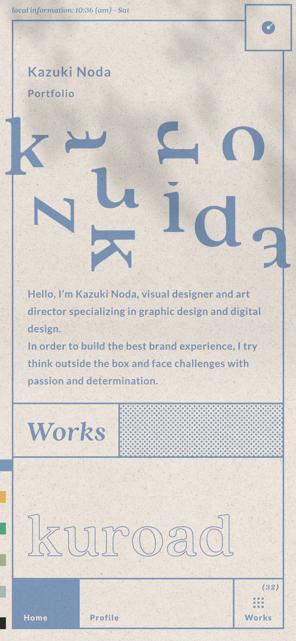 local information: 10:36 (am) - Sat
Kazuki Noda
Portfolio
k a r o
z u i d a
k
Hello, I'm Kazuki Noda, visual designer and art
director specializing in graphic design and digital
design.
In order to build the best brand experience, I try
think outside the box and face challenges with
passion and determination.
Works
kuroad
(32)
Home Profile Works